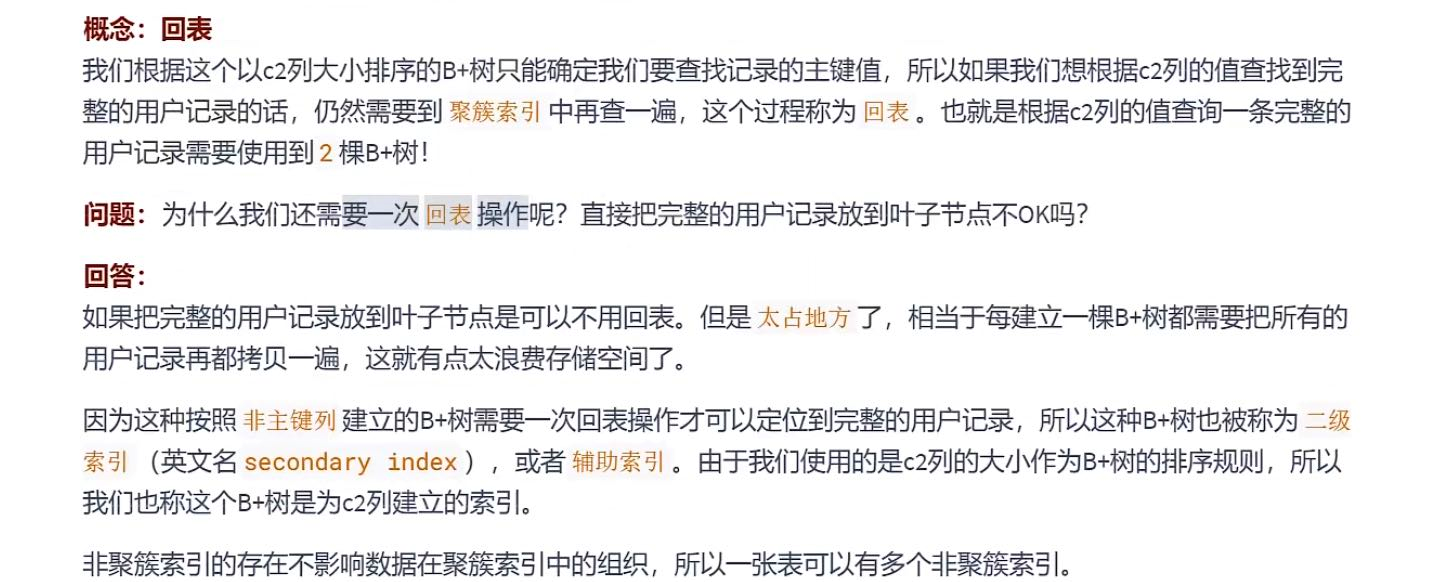 概念：回表
我们根据这个以c2列大小排序的B+树只能确定我们要查找记录的主键值，所以如果我们想根据c2列的值查找到完
整的用户记录的话，仍然需要到 聚簇索引 中再查一遍，这个过程称为 回表 。也就是根据c2列的值查询一条完整的
用户记录需要使用到 2 棵B+树！
问题：为什么我们还需要一次 回表 操作呢？直接把完整的用户记录放到叶子节点不OK吗？
回答：
如果把完整的用户记录放到叶子节点是可以不用回表。但是 太占地方 了，相当于每建立一棵B+树都需要把所有的
用户记录再都拷贝一遍，这就有点太浪费存储空间了。
因为这种按照 非主键列 建立的B+树需要一次回表操作才可以定位到完整的用户记录，所以这种B+树也被称为 二级
索引 （英文名 secondary index ），或者 辅助索引 。由于我们使用的是c2列的大小作为B+树的排序规则，所以
我们也称这个B+树是为c2列建立的索引。
非聚簇索引的存在不影响数据在聚簇索引中的组织，所以一张表可以有多个非聚簇索引。